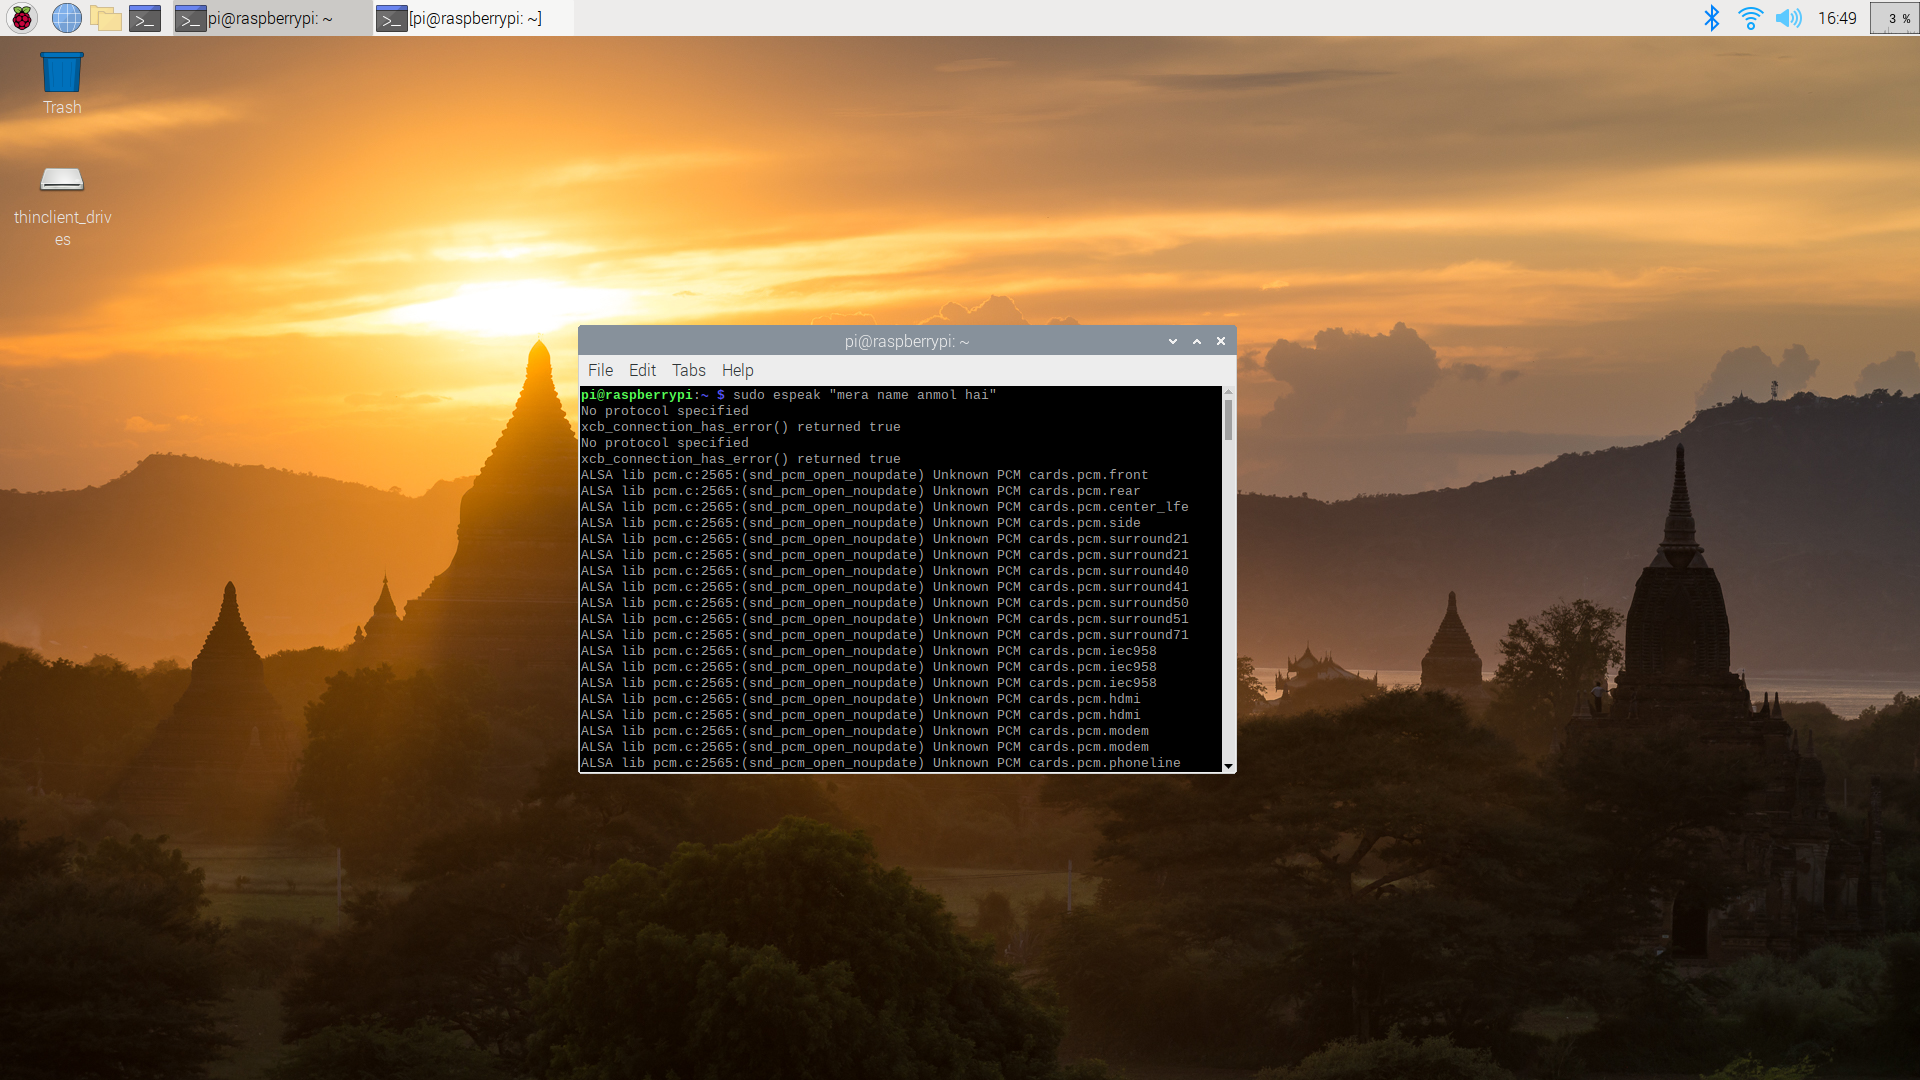 pi@raspberrypi: ~
[pi@raspberrypi: ~]
16:49
3 %
Trash
thinclient_driv
es
pi@raspberrypi: ~
File Edit Tabs Help
pi@raspberrypi:~ $ sudo espeak "mera name anmol hai"
No protocol specified
xcb_connection_has_error() returned true
No protocol specified
xcb_connection_has_error() returned true
ALSA lib pcm.c:2565:(snd_pcm_open_noupdate) Unknown PCM cards.pcm.front
ALSA lib pcm.c:2565:(snd_pcm_open_noupdate) Unknown PCM cards.pcm.rear
ALSA lib pcm.c:2565:(snd_pcm_open_noupdate) Unknown PCM cards.pcm.center_lfe
ALSA lib pcm.c:2565:(snd_pcm_open_noupdate) Unknown PCM cards.pcm.side
ALSA lib pcm.c:2565:(snd_pcm_open_noupdate) Unknown PCM cards.pcm.surround21
ALSA lib pcm.c:2565:(snd_pcm_open_noupdate) Unknown PCM cards.pcm.surround21
ALSA lib pcm.c:2565:(snd_pcm_open_noupdate) Unknown PCM cards.pcm.surround40
ALSA lib pcm.c:2565:(snd_pcm_open_noupdate) Unknown PCM cards.pcm.surround41
ALSA lib pcm.c:2565:(snd_pcm_open_noupdate) Unknown PCM cards.pcm.surround50
ALSA lib pcm.c:2565:(snd_pcm_open_noupdate) Unknown PCM cards.pcm.surround51
ALSA lib pcm.c:2565:(snd_pcm_open_noupdate) Unknown PCM cards.pcm.surround71
ALSA lib pcm.c:2565:(snd_pcm_open_noupdate) Unknown PCM cards.pcm.iec958
ALSA lib pcm.c:2565:(snd_pcm_open_noupdate) Unknown PCM cards.pcm.iec958
ALSA lib pcm.c:2565:(snd_pcm_open_noupdate) Unknown PCM cards.pcm.iec958
ALSA lib pcm.c:2565:(snd_pcm_open_noupdate) Unknown PCM cards.pcm.hdmi
ALSA lib pcm.c:2565:(snd_pcm_open_noupdate) Unknown PCM cards.pcm.hdmi
ALSA lib pcm.c:2565:(snd_pcm_open_noupdate) Unknown PCM cards.pcm.modem
ALSA lib pcm.c:2565:(snd_pcm_open_noupdate) Unknown PCM cards.pcm.modem
ALSA lib pcm.c:2565:(snd_pcm_open_noupdate) Unknown PCM cards.pcm.phoneline